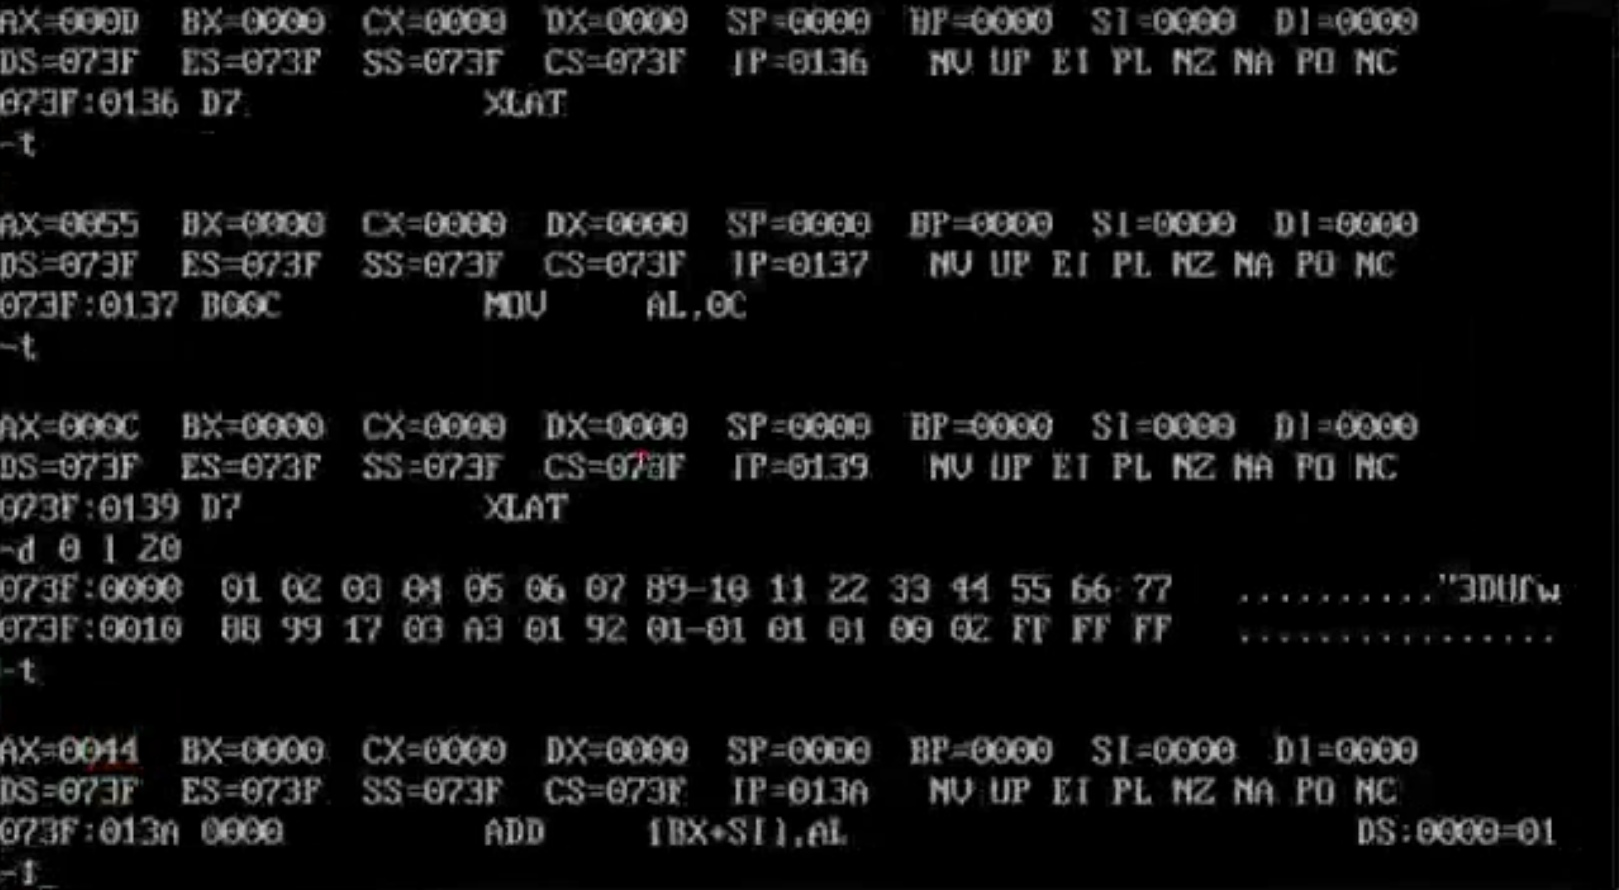 AX=000D BX=0000 CX=0000 DX=0000 SP=0000 BP=0000 SI=0000 DI=0000
DS=073F ES=073F SS=073F CS=073F IP=0136 NV UP EI PL NZ NA PO NC
073F:0136 D7 XLAT
-t
AX=0055 BX=0000 CX=0000 DX=0000 SP=0000 BP=0000 SI=0000 DI=0000
DS=073F ES=073F SS=073F CS=073F IP=0137 NV UP EI PL NZ NA PO NC
073F:0137 B00C MOV AL,0C
-t
AX=000C BX=0000 CX=0000 DX=0000 SP=0000 BP=0000 SI=0000 DI=0000
DS=073F ES=073F SS=073F CS=073F IP=0139 NV UP EI PL NZ NA PO NC
073F:0139 D7 XLAT
-d 0 l 20
073F:0000 01 02 03 04 05 06 07 89-10 11 22 33 44 55 66 77 .........."3DUfw
073F:0010 88 99 17 03 A3 01 92 01-01 01 01 00 02 FF FF FF ................
-t
AX=0044 BX=0000 CX=0000 DX=0000 SP=0000 BP=0000 SI=0000 DI=0000
DS=073F ES=073F SS=073F CS=073F IP=013A NV UP EI PL NZ NA PO NC
073F:013A 0000 ADD [BX+SI],AL DS:0000=01